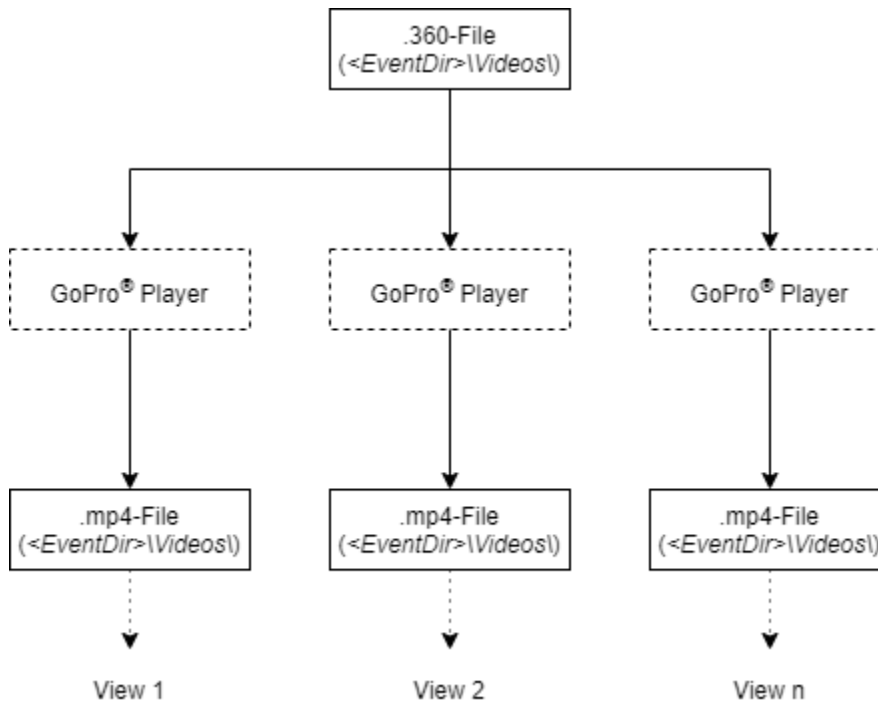 .360-File
(<EventDir>\Videos\)
GoPro® Player
GoPro® Player
GoPro® Player
.mp4-File
(<EventDir>\Videos\)
.mp4-File
(<EventDir>\Videos\)
.mp4-File
(<EventDir>\Videos\)
View 1
View 2
View n